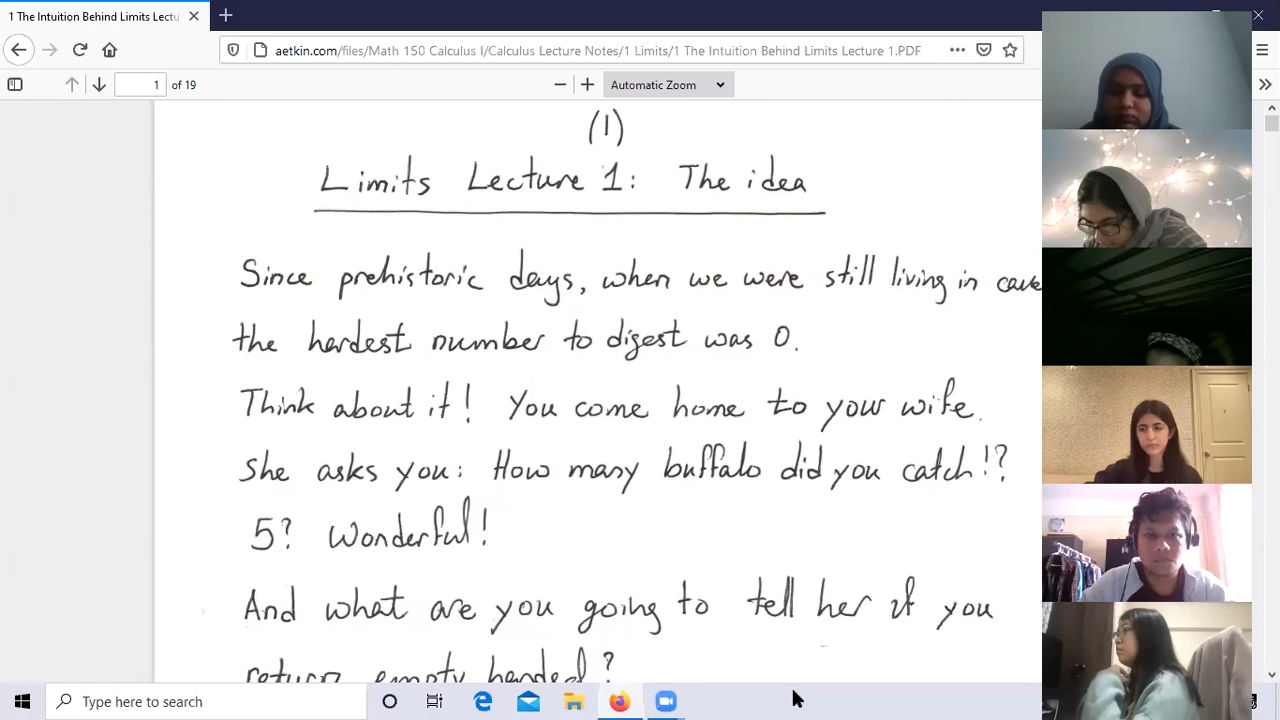 1 The Intuition Behind Limits Lectu
aetkin.com/files/Math 150 Calculus I/Calculus Lecture Notes/1 Limits/1 The Intuition Behind Limits Lecture 1.PDF
1 of 19
Automatic Zoom
(1)
Limits Lecture 1: The idea
Since prehistoric days, when we were still living in cave
the hardest number to digest was 0.
Think about it! You come home to your wife.
She asks you: How many buffalo did you catch!?
5? Wonderful!
And what are you going to tell her if you
return empty handed?
Type here to search